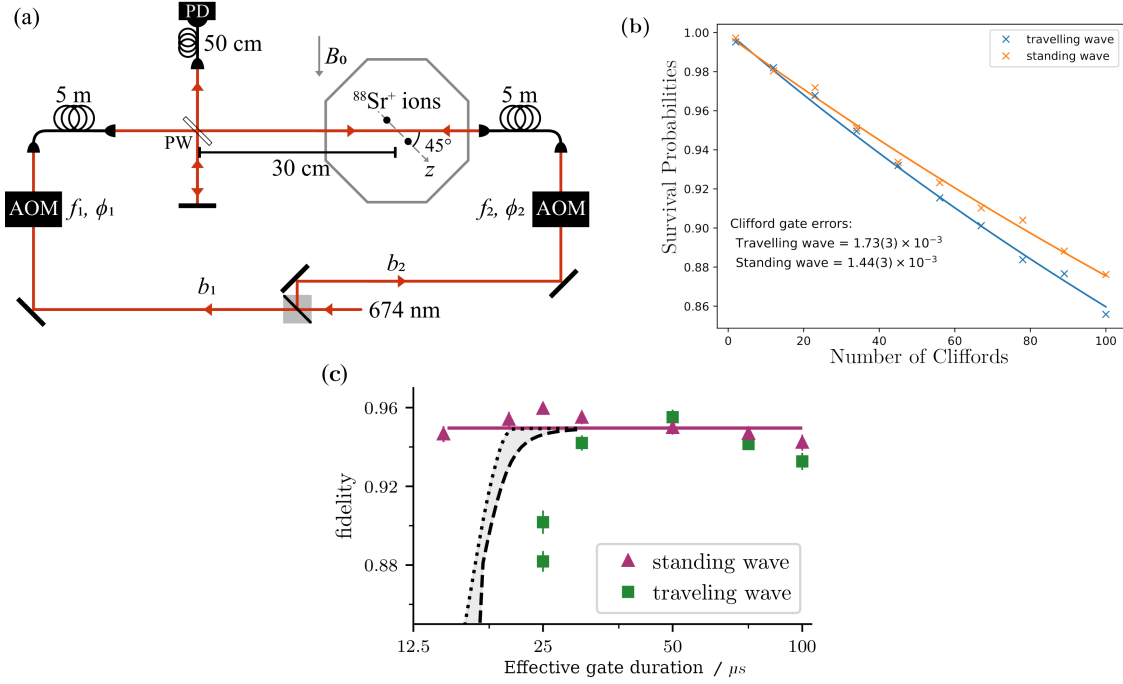 (a)
PD
50 cm
B₀
⁸⁸Sr⁺ ions
5 m
5 m
PW
45°
z
30 cm
AOM f₁, ϕ₁
f₂, ϕ₂ AOM
b₂
b₁
674 nm
(b)
Survival Probabilities
1.00
0.98
0.96
0.94
0.92
0.90
0.88
0.86
travelling wave
standing wave
Clifford gate errors:
Travelling wave = 1.73(3) × 10⁻³
Standing wave = 1.44(3) × 10⁻³
0 20 40 60 80 100
Number of Cliffords
(c)
fidelity
0.96
0.92
0.88
standing wave
traveling wave
12.5 25 50 100
Effective gate duration / μs